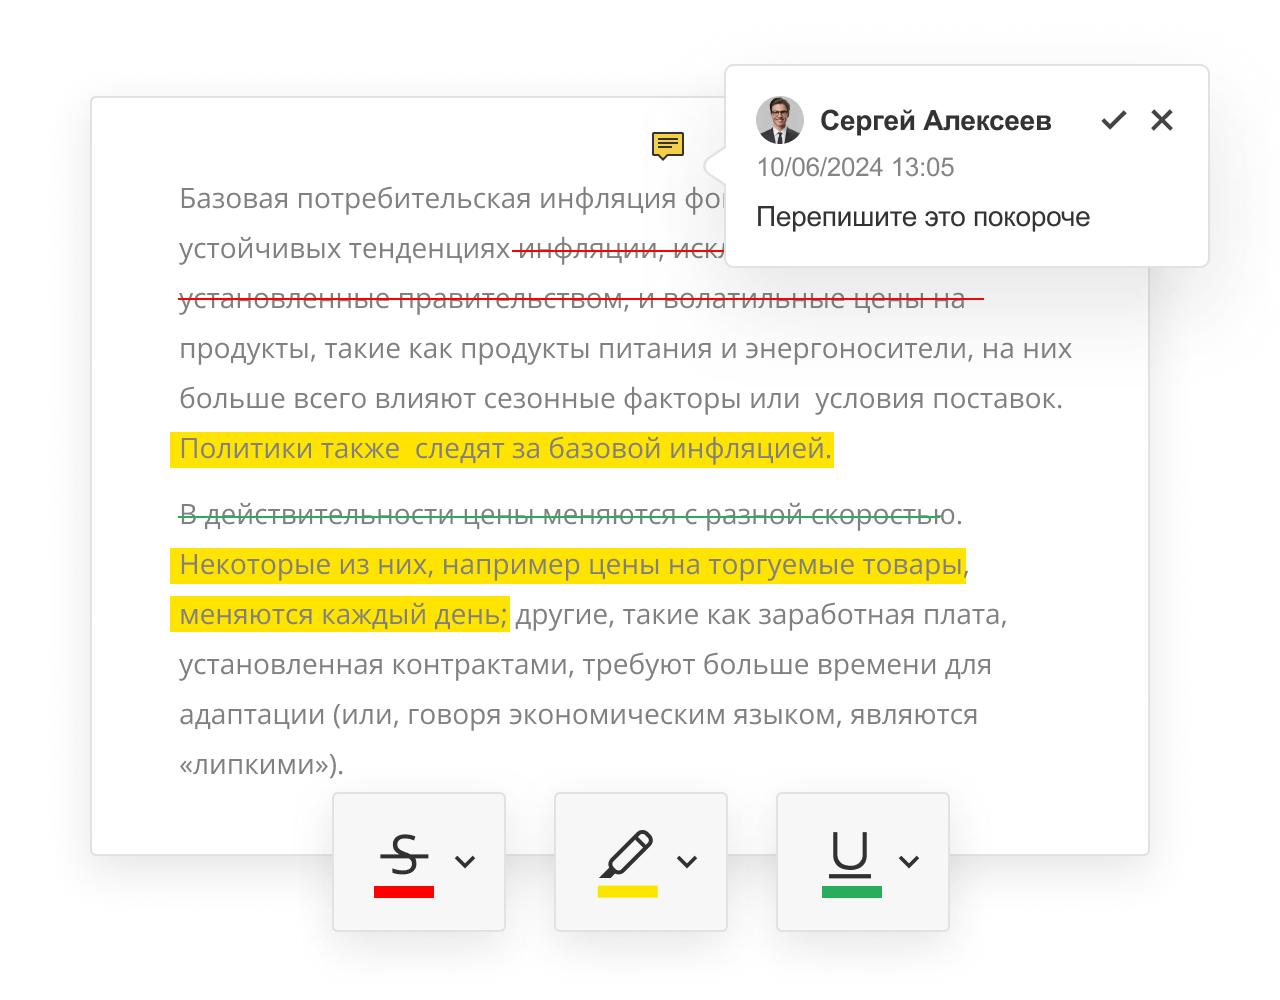 Сергей Алексеев
10/06/2024 13:05
Перепишите это покороче
Базовая потребительская инфляция
устойчивых тенденциях инфляции,
установленные правительством, и волатильные цены на
продукты, такие как продукты питания и энергоносители, на них
больше всего влияют сезонные факторы или условия поставок.
Политики также следят за базовой инфляцией.
В действительности цены меняются с разной скоростью.
Некоторые из них, например цены на торгуемые товары,
меняются каждый день; другие, такие как заработная плата,
установленная контрактами, требуют больше времени для
адаптации (или, говоря экономическим языком, являются
«липкими»).
S
U